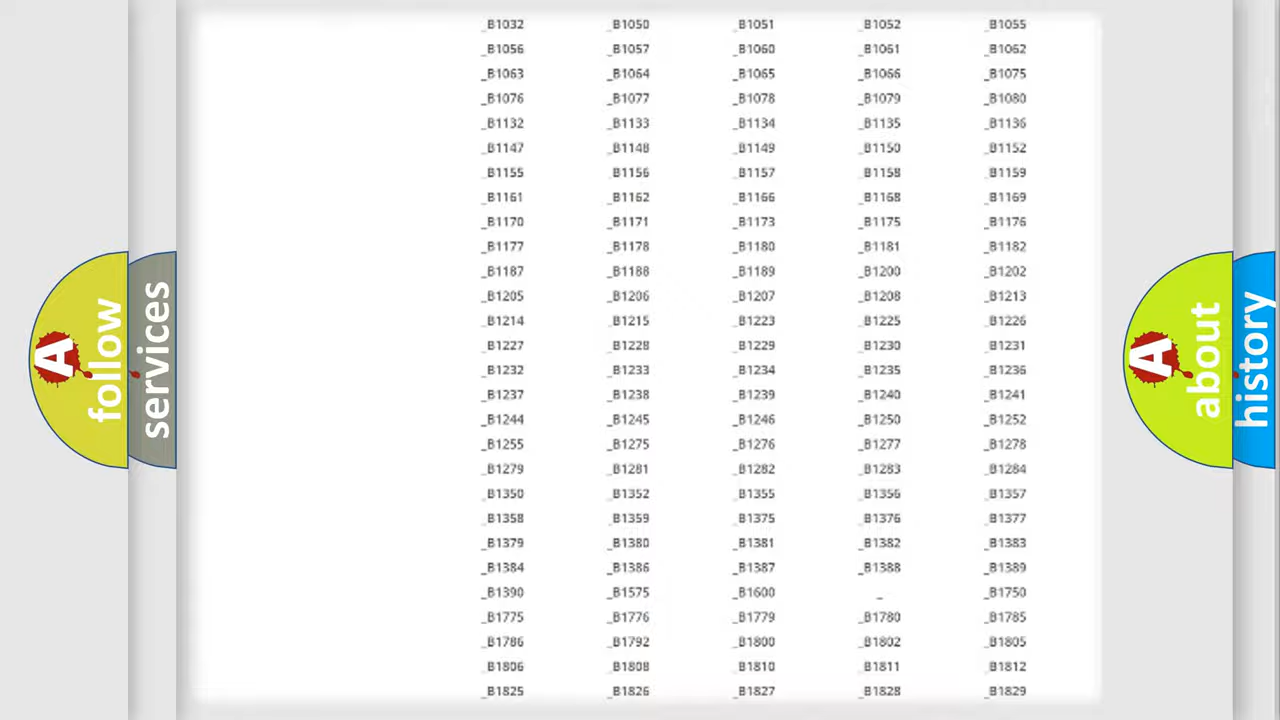 _B1032 _B1050 _B1051 _B1052 _B1055
_B1056 _B1057 _B1060 _B1061 _B1062
_B1063 _B1064 _B1065 _B1066 _B1075
_B1076 _B1077 _B1078 _B1079 _B1080
_B1132 _B1133 _B1134 _B1135 _B1136
_B1147 _B1148 _B1149 _B1150 _B1152
_B1155 _B1156 _B1157 _B1158 _B1159
_B1161 _B1162 _B1166 _B1168 _B1169
_B1170 _B1171 _B1173 _B1175 _B1176
_B1177 _B1178 _B1180 _B1181 _B1182
_B1187 _B1188 _B1189 _B1200 _B1202
_B1205 _B1206 _B1207 _B1208 _B1213
_B1214 _B1215 _B1223 _B1225 _B1226
_B1227 _B1228 _B1229 _B1230 _B1231
_B1232 _B1233 _B1234 _B1235 _B1236
_B1237 _B1238 _B1239 _B1240 _B1241
_B1244 _B1245 _B1246 _B1250 _B1252
_B1255 _B1275 _B1276 _B1277 _B1278
_B1279 _B1281 _B1282 _B1283 _B1284
_B1350 _B1352 _B1355 _B1356 _B1357
_B1358 _B1359 _B1375 _B1376 _B1377
_B1379 _B1380 _B1381 _B1382 _B1383
_B1384 _B1386 _B1387 _B1388 _B1389
_B1390 _B1575 _B1600 _ _B1750
_B1775 _B1776 _B1779 _B1780 _B1785
_B1786 _B1792 _B1800 _B1802 _B1805
_B1806 _B1808 _B1810 _B1811 _B1812
_B1825 _B1826 _B1827 _B1828 _B1829
A
follow
services
A
about
history